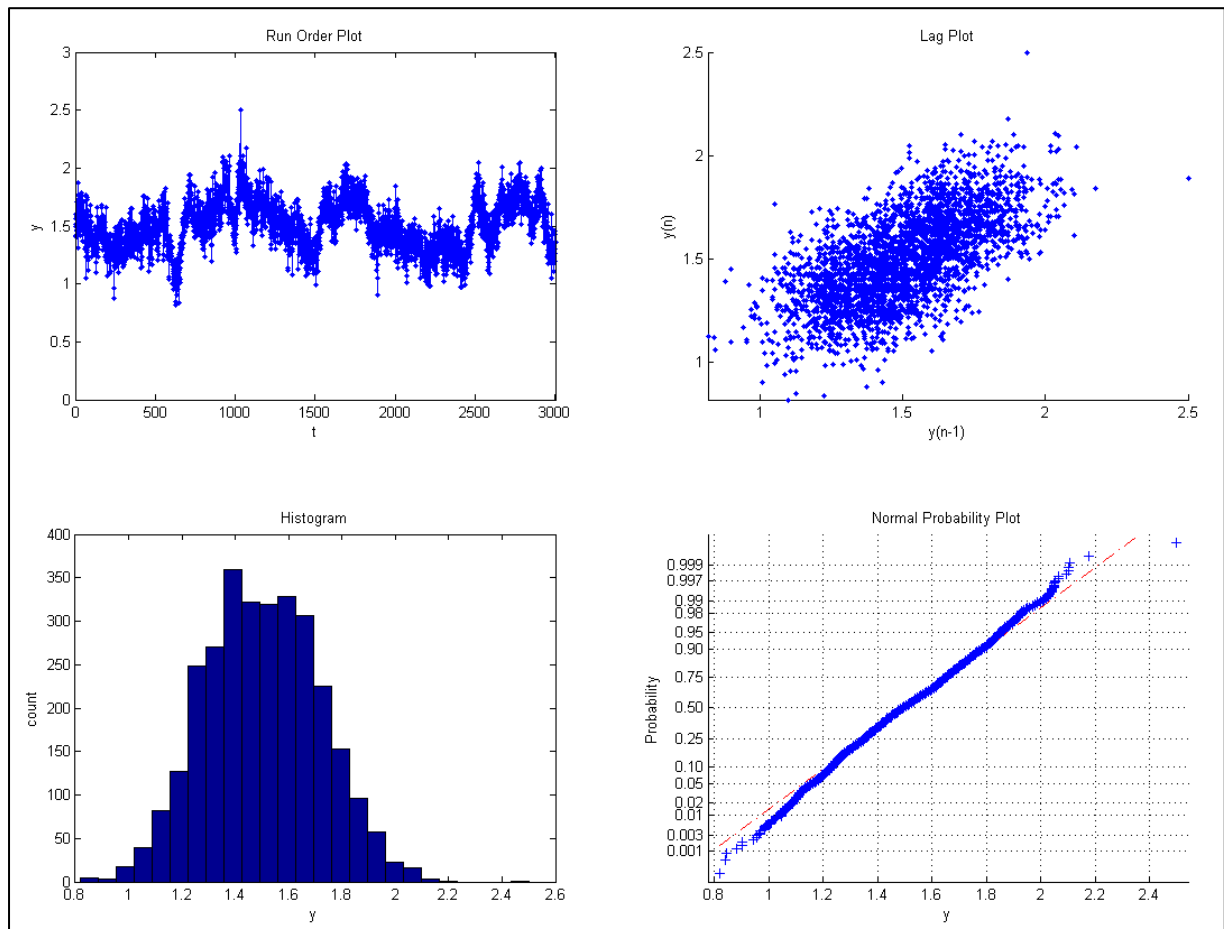 Run Order Plot
3
2.5
2
1.5
1
0.5
0
y
0 500 1000 1500 2000 2500 3000
t
Lag Plot
2.5
2
1.5
1
y(n)
1 1.5 2 2.5
y(n-1)
Histogram
400
350
300
250
200
150
100
50
0
count
0.8 1 1.2 1.4 1.6 1.8 2 2.2 2.4 2.6
y
Normal Probability Plot
0.999
0.997
0.99
0.98
0.95
0.90
0.75
0.50
0.25
0.10
0.05
0.02
0.01
0.003
0.001
Probability
0.8 1 1.2 1.4 1.6 1.8 2 2.2 2.4
y